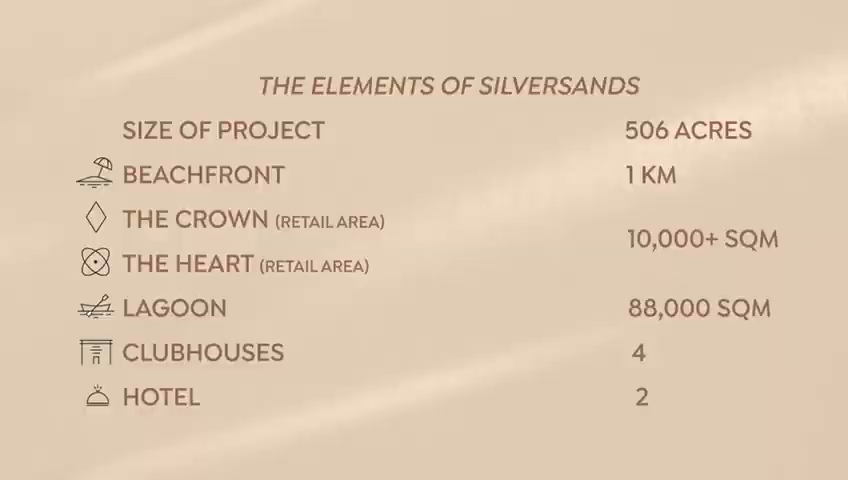 THE ELEMENTS OF SILVERSANDS
SIZE OF PROJECT 506 ACRES
BEACHFRONT 1 KM
THE CROWN (RETAIL AREA)
10,000+ SQM
THE HEART (RETAIL AREA)
LAGOON 88,000 SQM
CLUBHOUSES 4
HOTEL 2